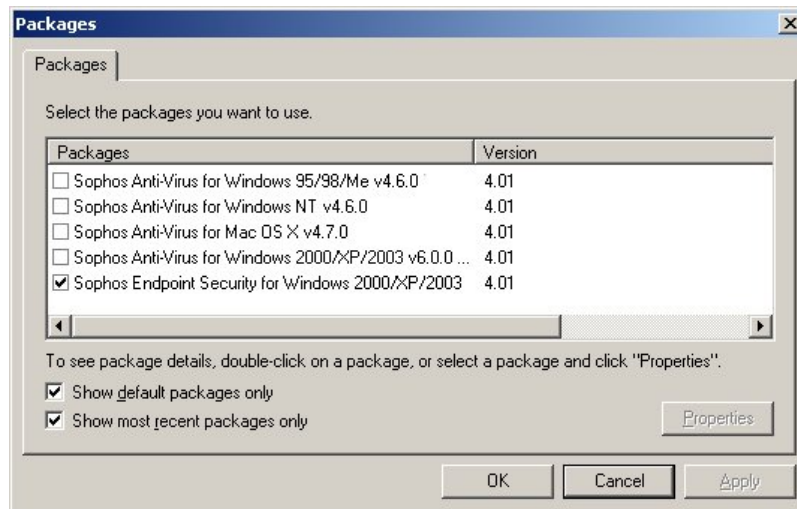 Packages
Packages
Select the packages you want to use.
Packages Version
Sophos Anti-Virus for Windows 95/98/Me v4.6.0 4.01
Sophos Anti-Virus for Windows NT v4.6.0 4.01
Sophos Anti-Virus for Mac OS X v4.7.0 4.01
Sophos Anti-Virus for Windows 2000/XP/2003 v6.0.0 ... 4.01
Sophos Endpoint Security for Windows 2000/XP/2003 4.01
To see package details, double-click on a package, or select a package and click "Properties".
Show default packages only
Show most recent packages only
Properties
OK Cancel Apply